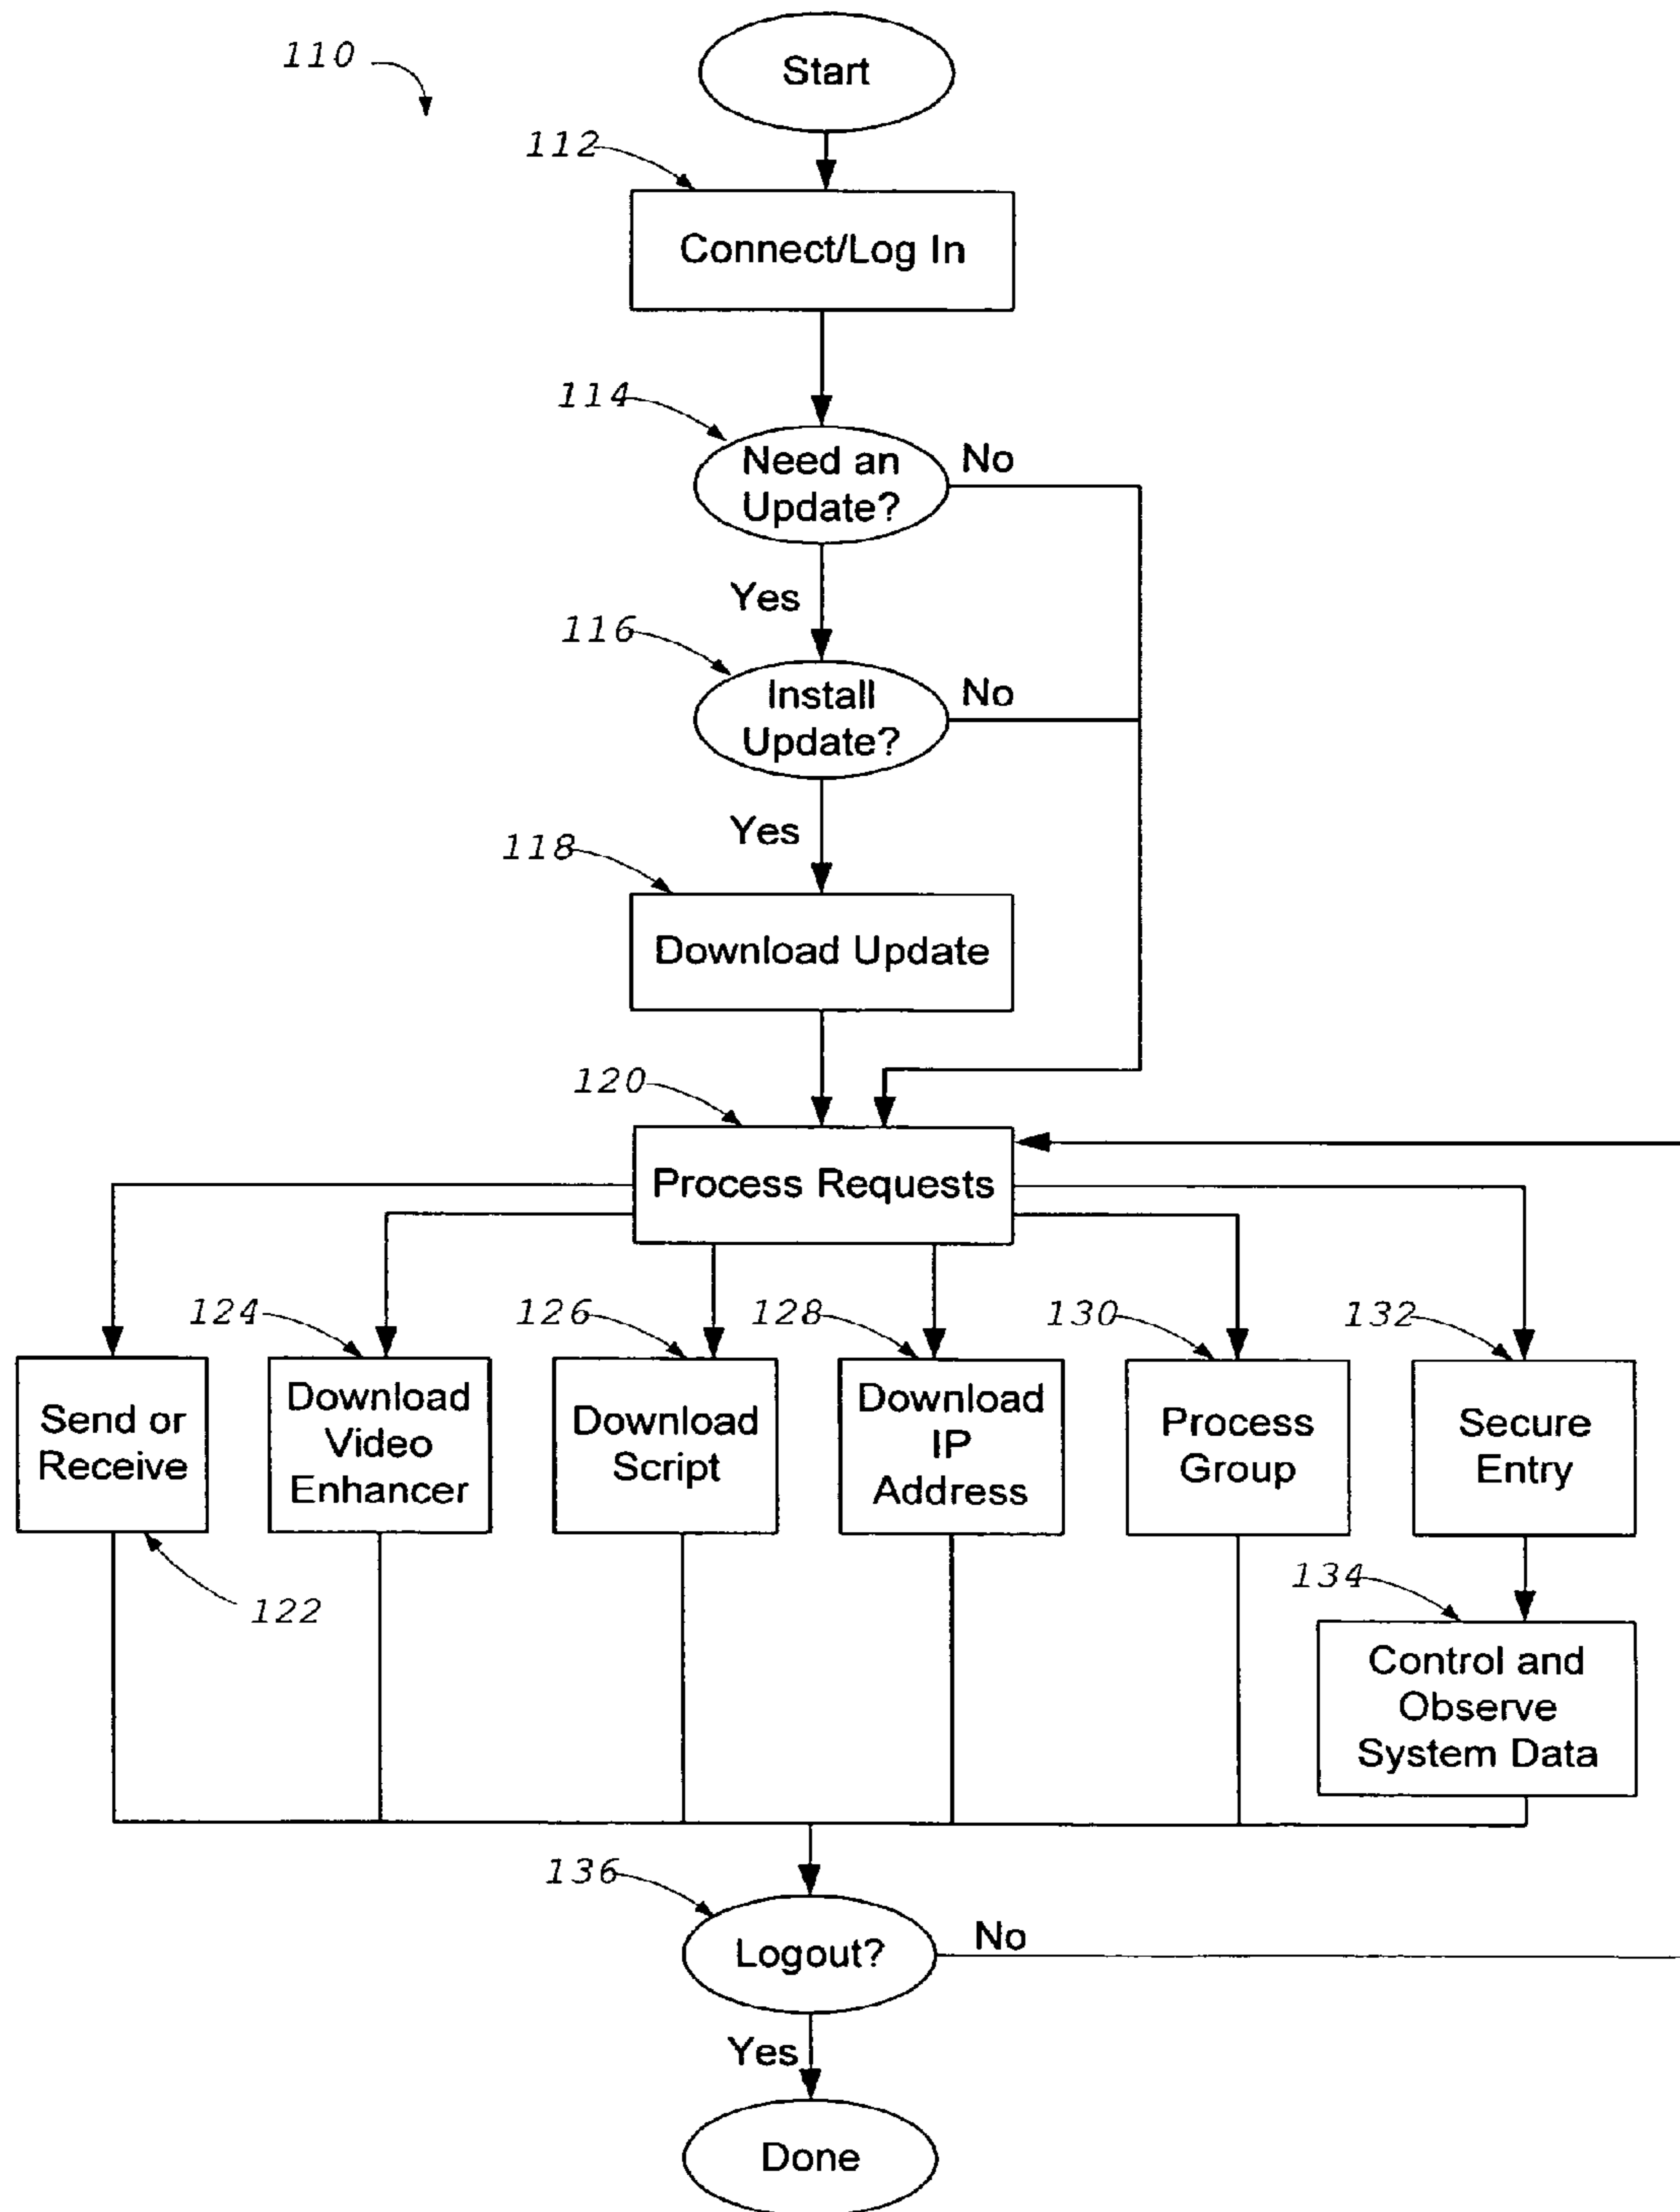 110
Start
112
Connect/Log In
114
Need an
Update?
No
Yes
116
Install
Update?
No
Yes
118
Download Update
120
Process Requests
124
126
128
130
132
Send or
Receive
Download
Video
Enhancer
Download
Script
Download
IP
Address
Process
Group
Secure
Entry
122
134
Control and
Observe
System Data
136
Logout?
No
Yes
Done